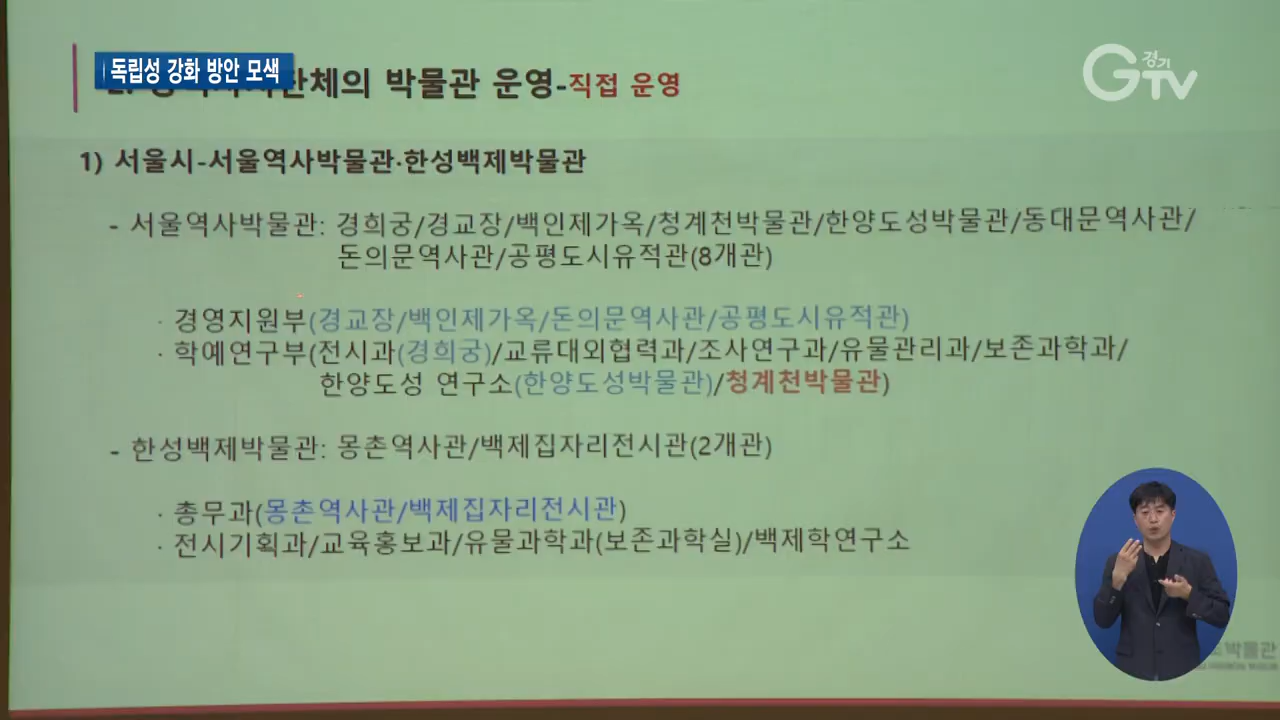 독립성 강화 방안 모색
단체의 박물관 운영-직접 운영
경기
GTV
1) 서울시-서울역사박물관·한성백제박물관
- 서울역사박물관: 경희궁/경교장/백인제가옥/청계천박물관/한양도성박물관/동대문역사관/
돈의문역사관/공평도시유적관(8개관)
· 경영지원부(경교장/백인제가옥/돈의문역사관/공평도시유적관)
· 학예연구부(전시과(경희궁)/교류대외협력과/조사연구과/유물관리과/보존과학과/
한양도성 연구소(한양도성박물관)/청계천박물관)
- 한성백제박물관: 몽촌역사관/백제집자리전시관(2개관)
· 총무과(몽촌역사관/백제집자리전시관)
· 전시기획과/교육홍보과/유물과학과(보존과학실)/백제학연구소
박물관